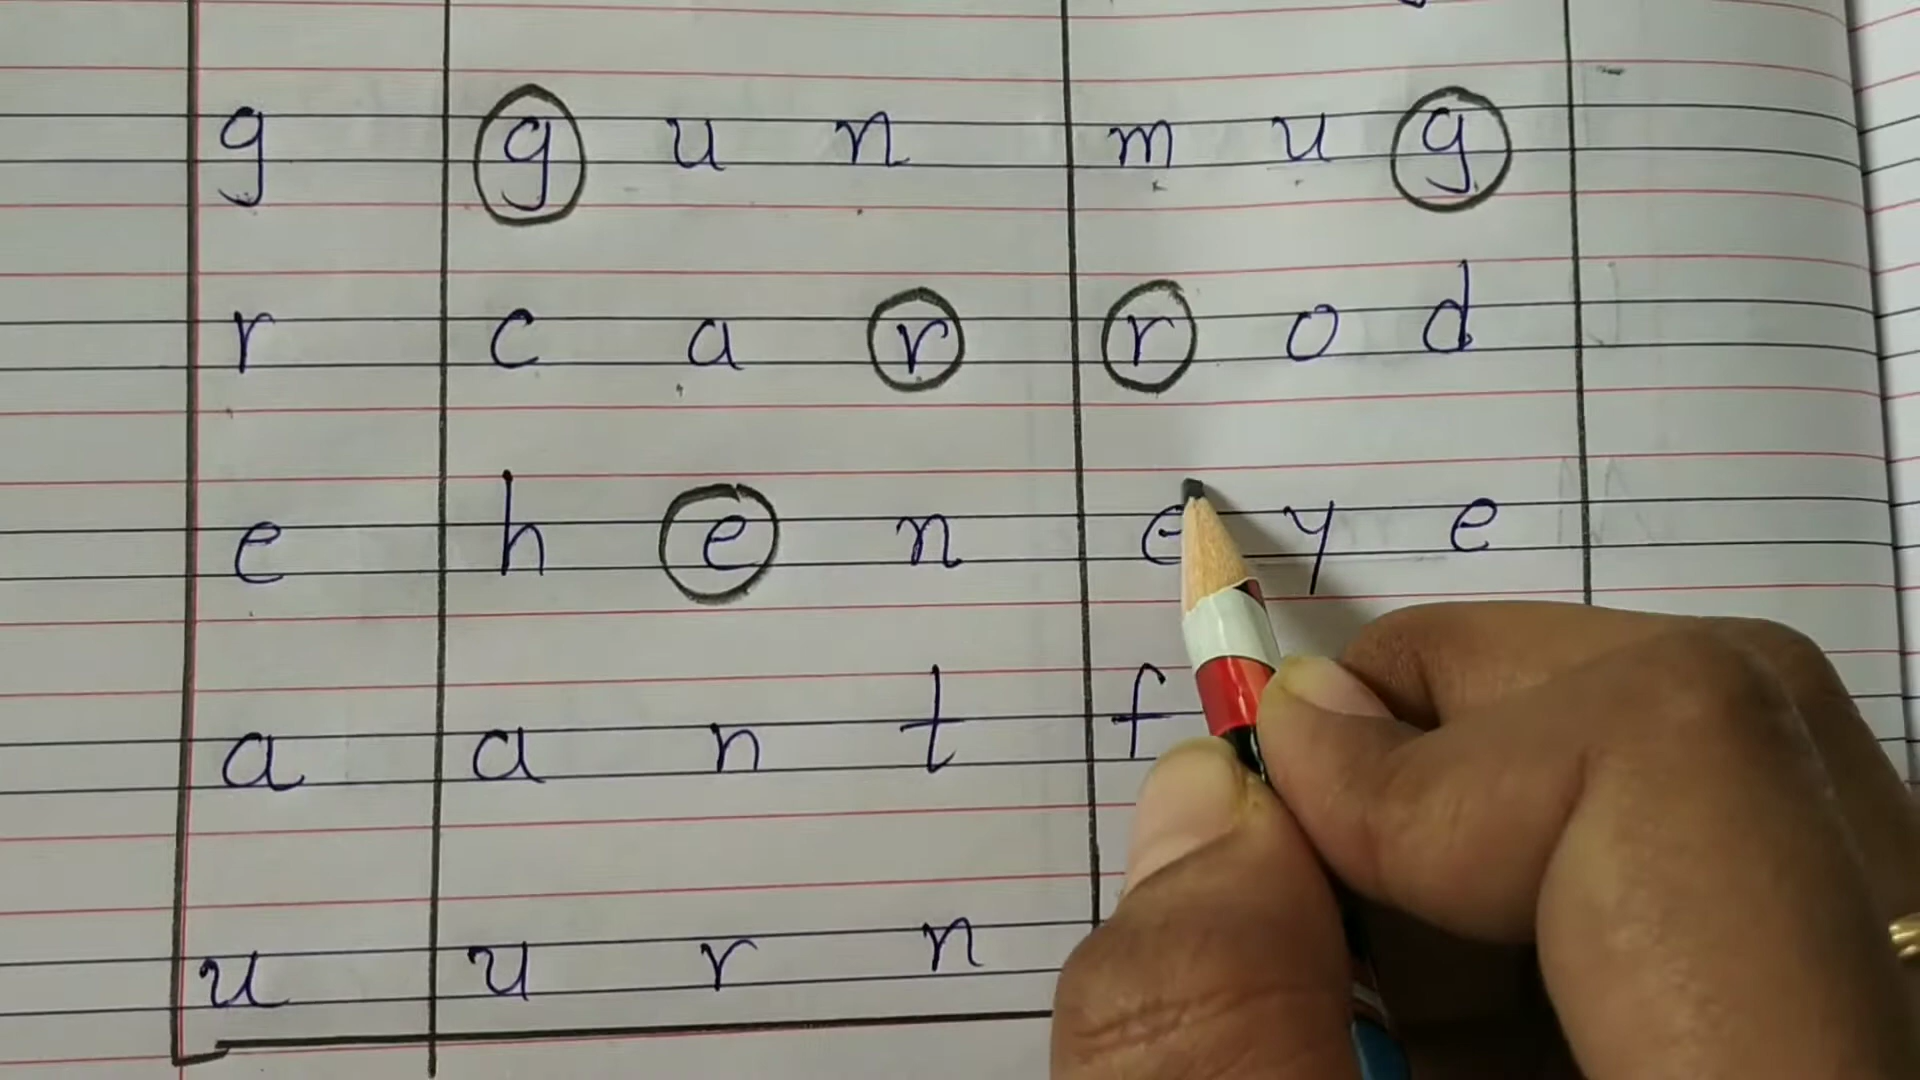 g g u n m u g
r c a r r o d
e h e n e y e
a a n t f
u u r n